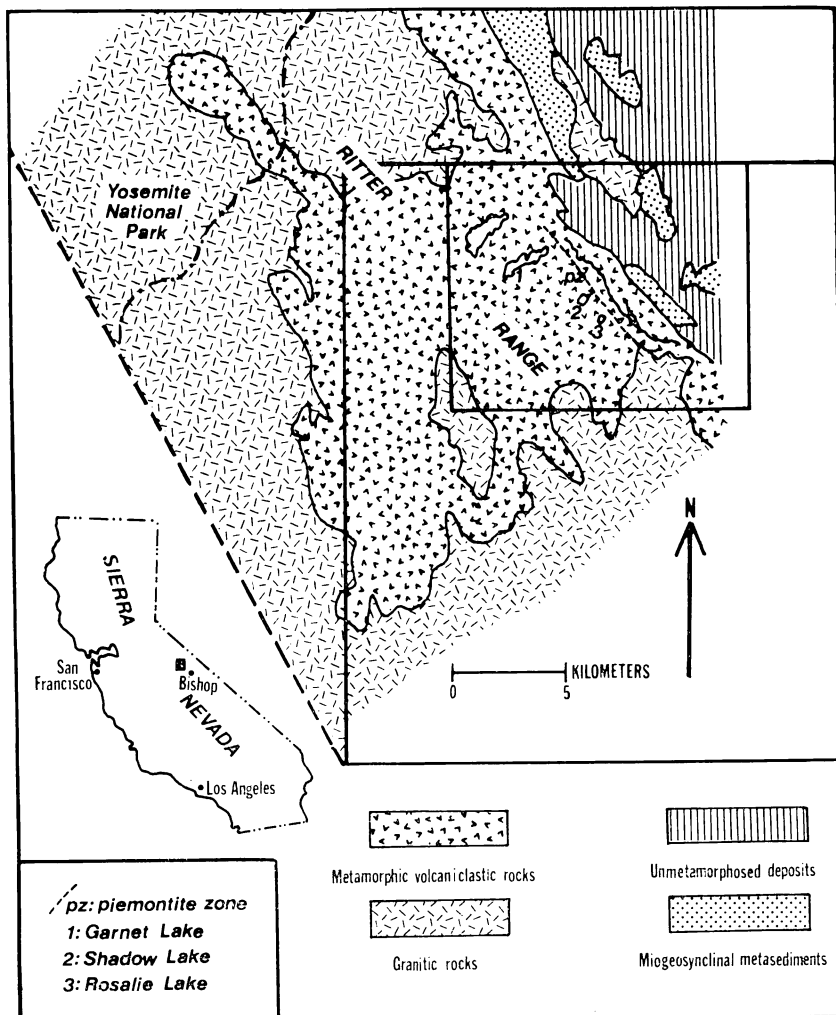 RITTER
Yosemite
National
Park
pz
1
2
3
RANGE
N
KILOMETERS
0 5
SIERRA
NEVADA
San
Francisco
Bishop
Los Angeles
Metamorphic volcaniclastic rocks
Unmetamorphosed deposits
Granitic rocks
Miogeosynclinal metasediments
pz: piemontite zone
1: Garnet Lake
2: Shadow Lake
3: Rosalie Lake